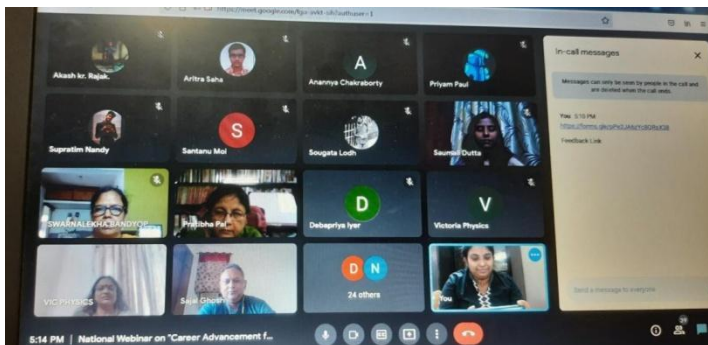 In-call messages
Messages can only be seen by people in the call and
are deleted when the call ends.
You 5:15 PM
Feedback Link
Send a message to everyone
Akash kr. Rajak.
Aritra Saha
A
Anannya Chakraborty
Priyam Paul
Supratim Nandy
S
Santanu Moi
Sougata Lodh
Saumali Dutta
SWARNALEKHA BANDYOP
Pratibha Pal
D
Debapriya Iyer
V
Victoria Physics
VIC PHYSICS
Sajal Ghosh
D N
24 others
You
5:14 PM | National Webinar on "Career Advancement f...